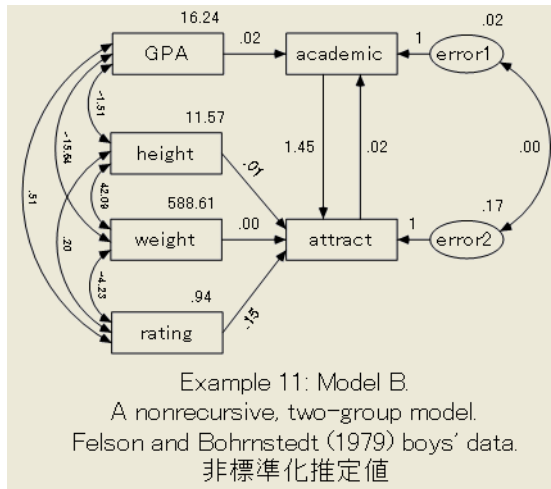 16.24
.02
GPA
.02
academic
1
error1
-1.51
11.57
-15.64
height
1.45
.02
.00
.51
.01
42.09
588.61
.17
weight
.00
attract
1
error2
.20
-4.23
.94
.15
rating
Example 11: Model B.
A nonrecursive, two-group model.
Felson and Bohrnstedt (1979) boys' data.
非標準化推定値